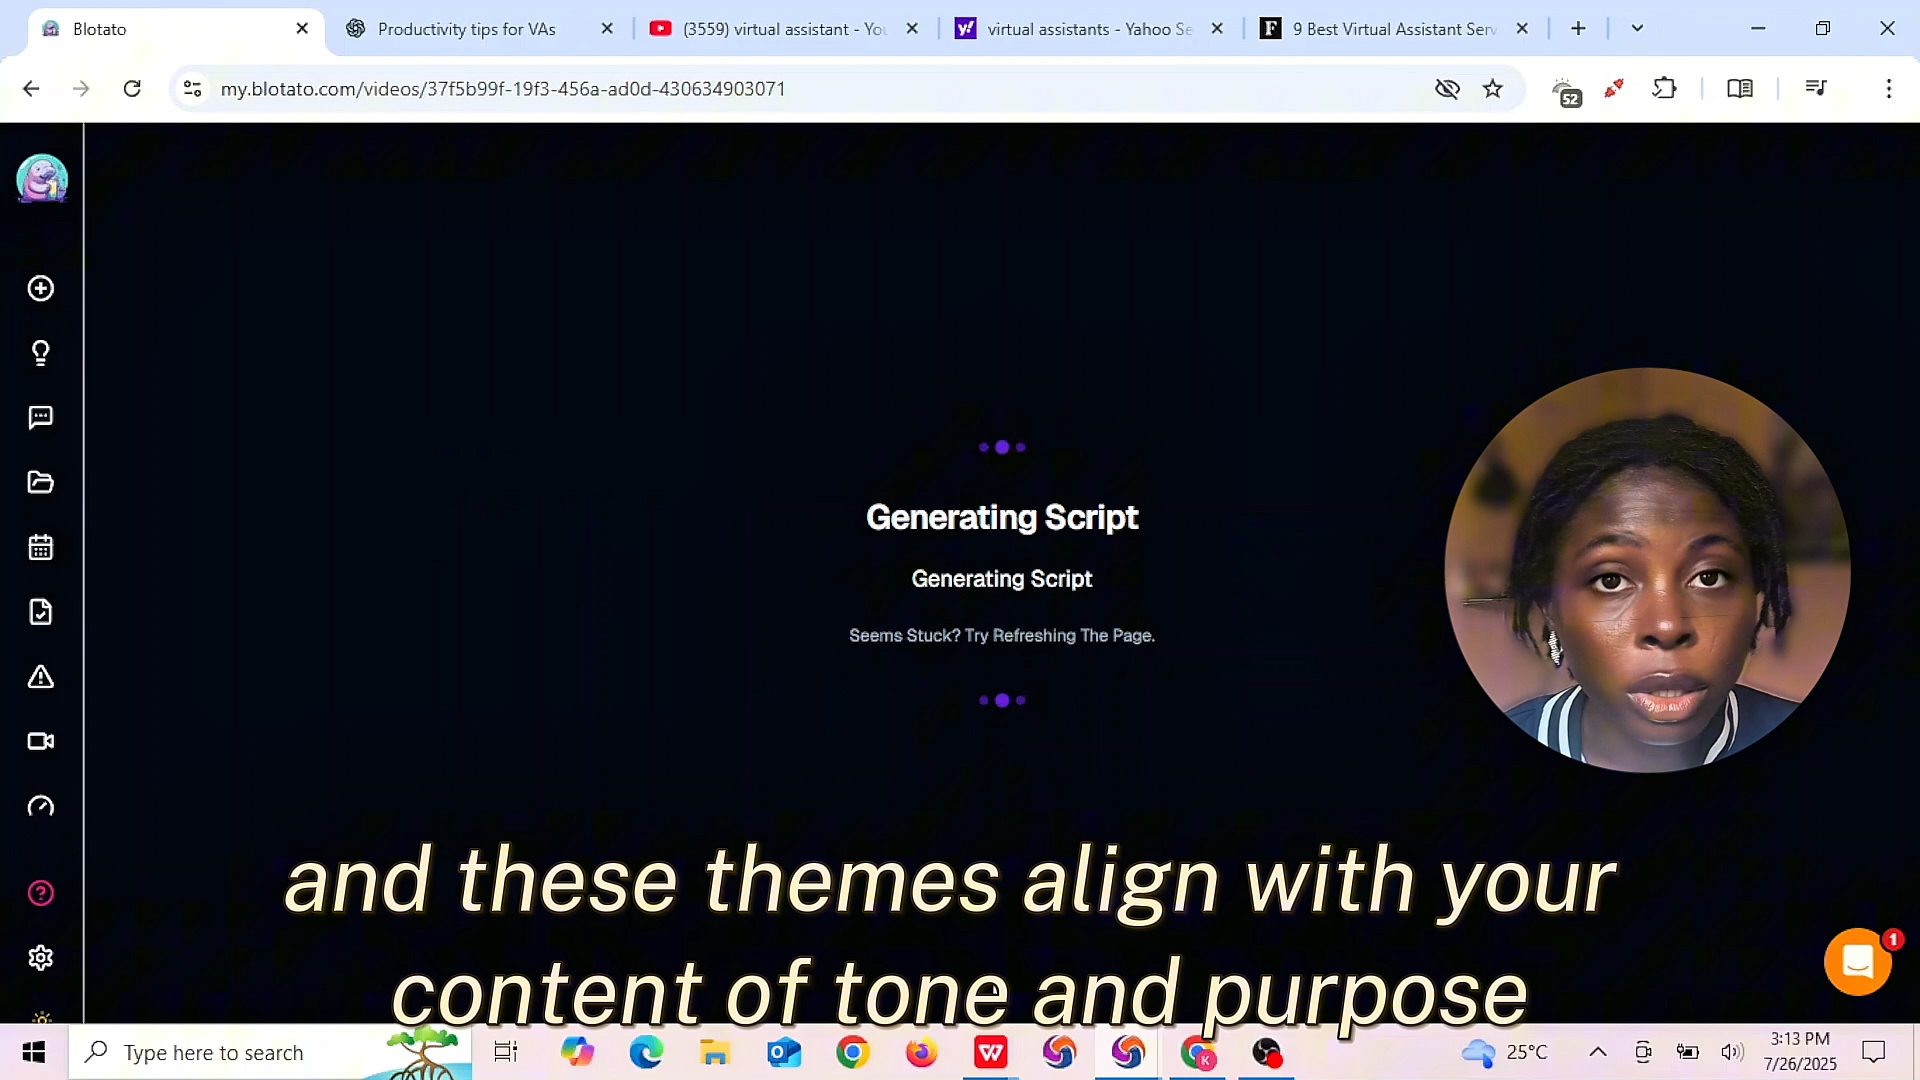 Blotato
Productivity tips for VAs
(3559) virtual assistant - You
virtual assistants - Yahoo Se
9 Best Virtual Assistant Serv
my.blotato.com/videos/37f5b99f-19f3-456a-ad0d-430634903071
52
Generating Script
Generating Script
Seems Stuck? Try Refreshing The Page.
and these themes align with your
content of tone and purpose
1
Type here to search
K
25°C
3:13 PM
7/26/2025